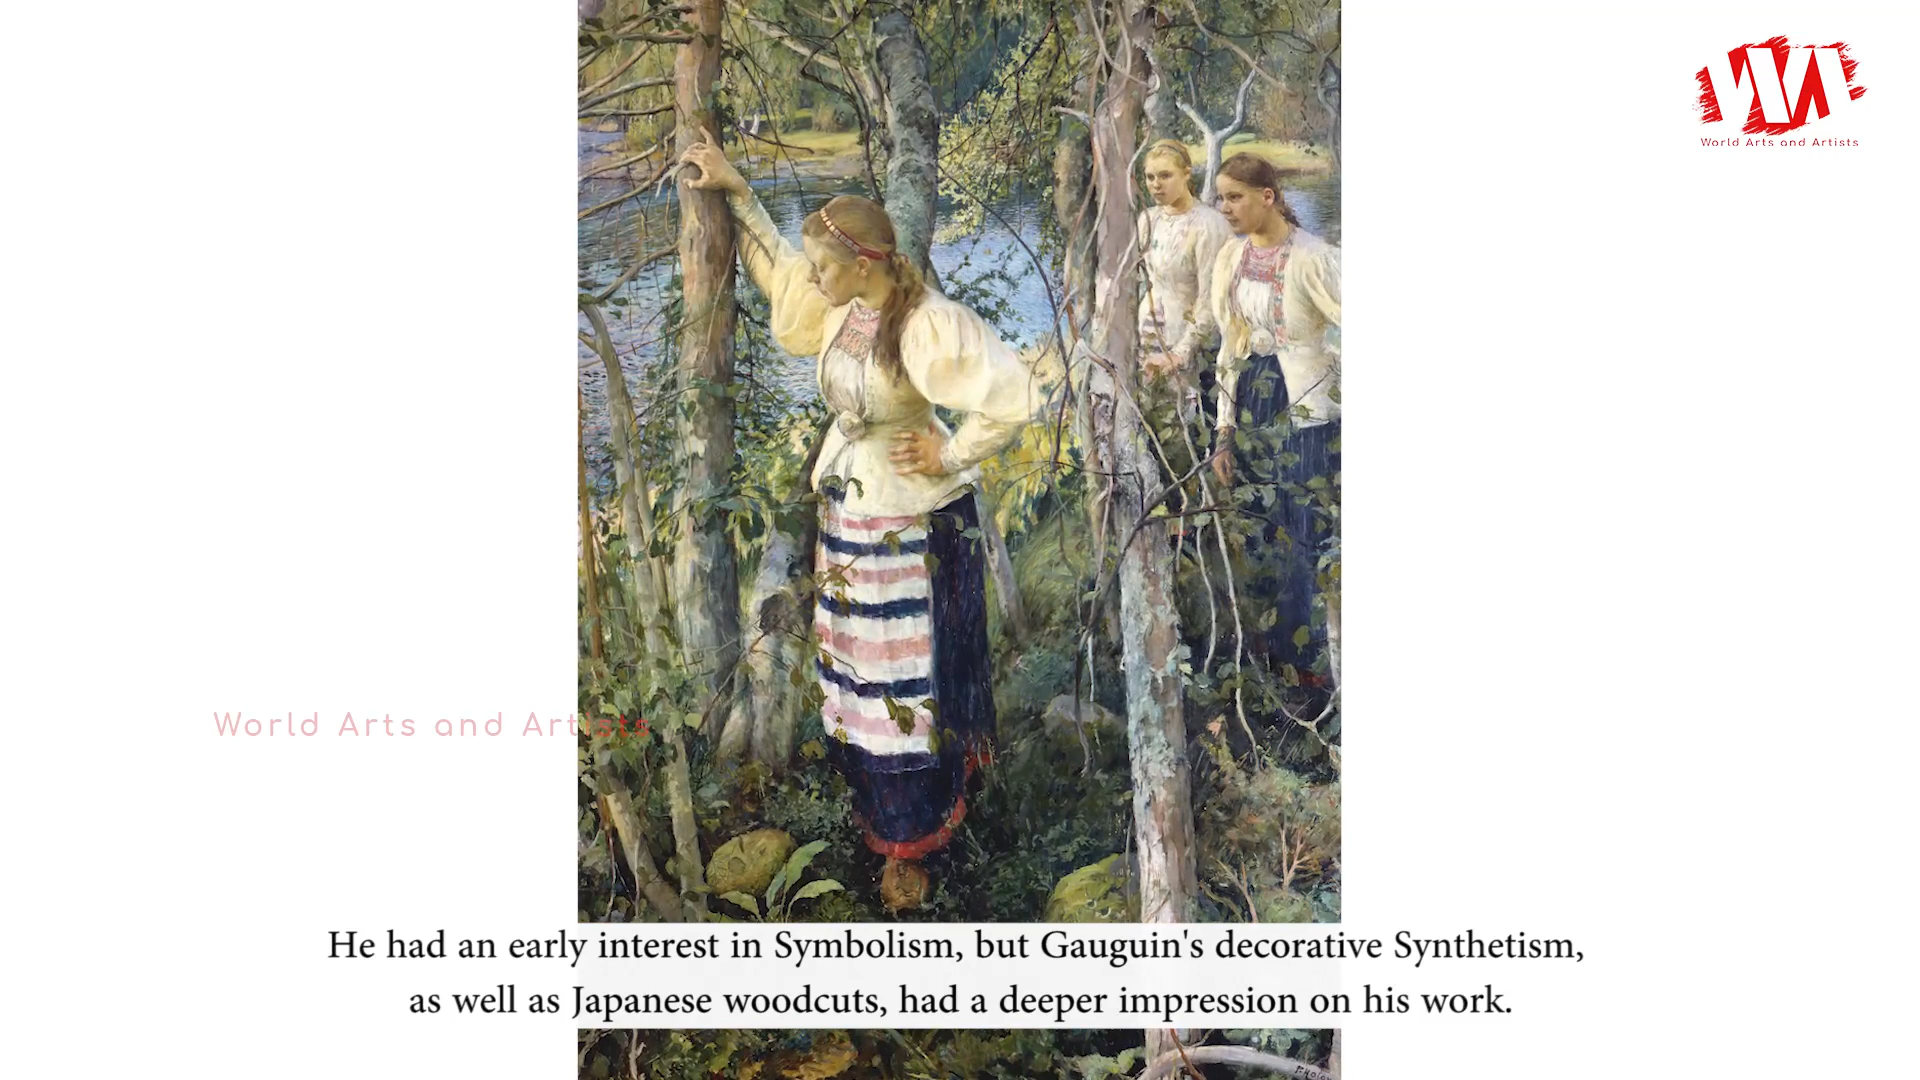 World Arts and Artists
World Arts and Artists
He had an early interest in Symbolism, but Gauguin's decorative Synthetism,
as well as Japanese woodcuts, had a deeper impression on his work.